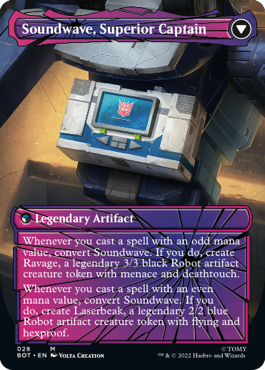 Soundwave, Superior Captain
Legendary Artifact
Whenever you cast a spell with an odd mana
value, convert Soundwave. If you do, create
Ravage, a legendary 3/3 black Robot artifact
creature token with menace and deathtouch.
Whenever you cast a spell with an even
mana value, convert Soundwave. If you
do, create Laserbeak, a legendary 2/2 blue
Robot artifact creature token with flying and
hexproof.
028 M © TOMY
BOT • EN Volta Creation ™ & © 2022 Hasbro and Wizards